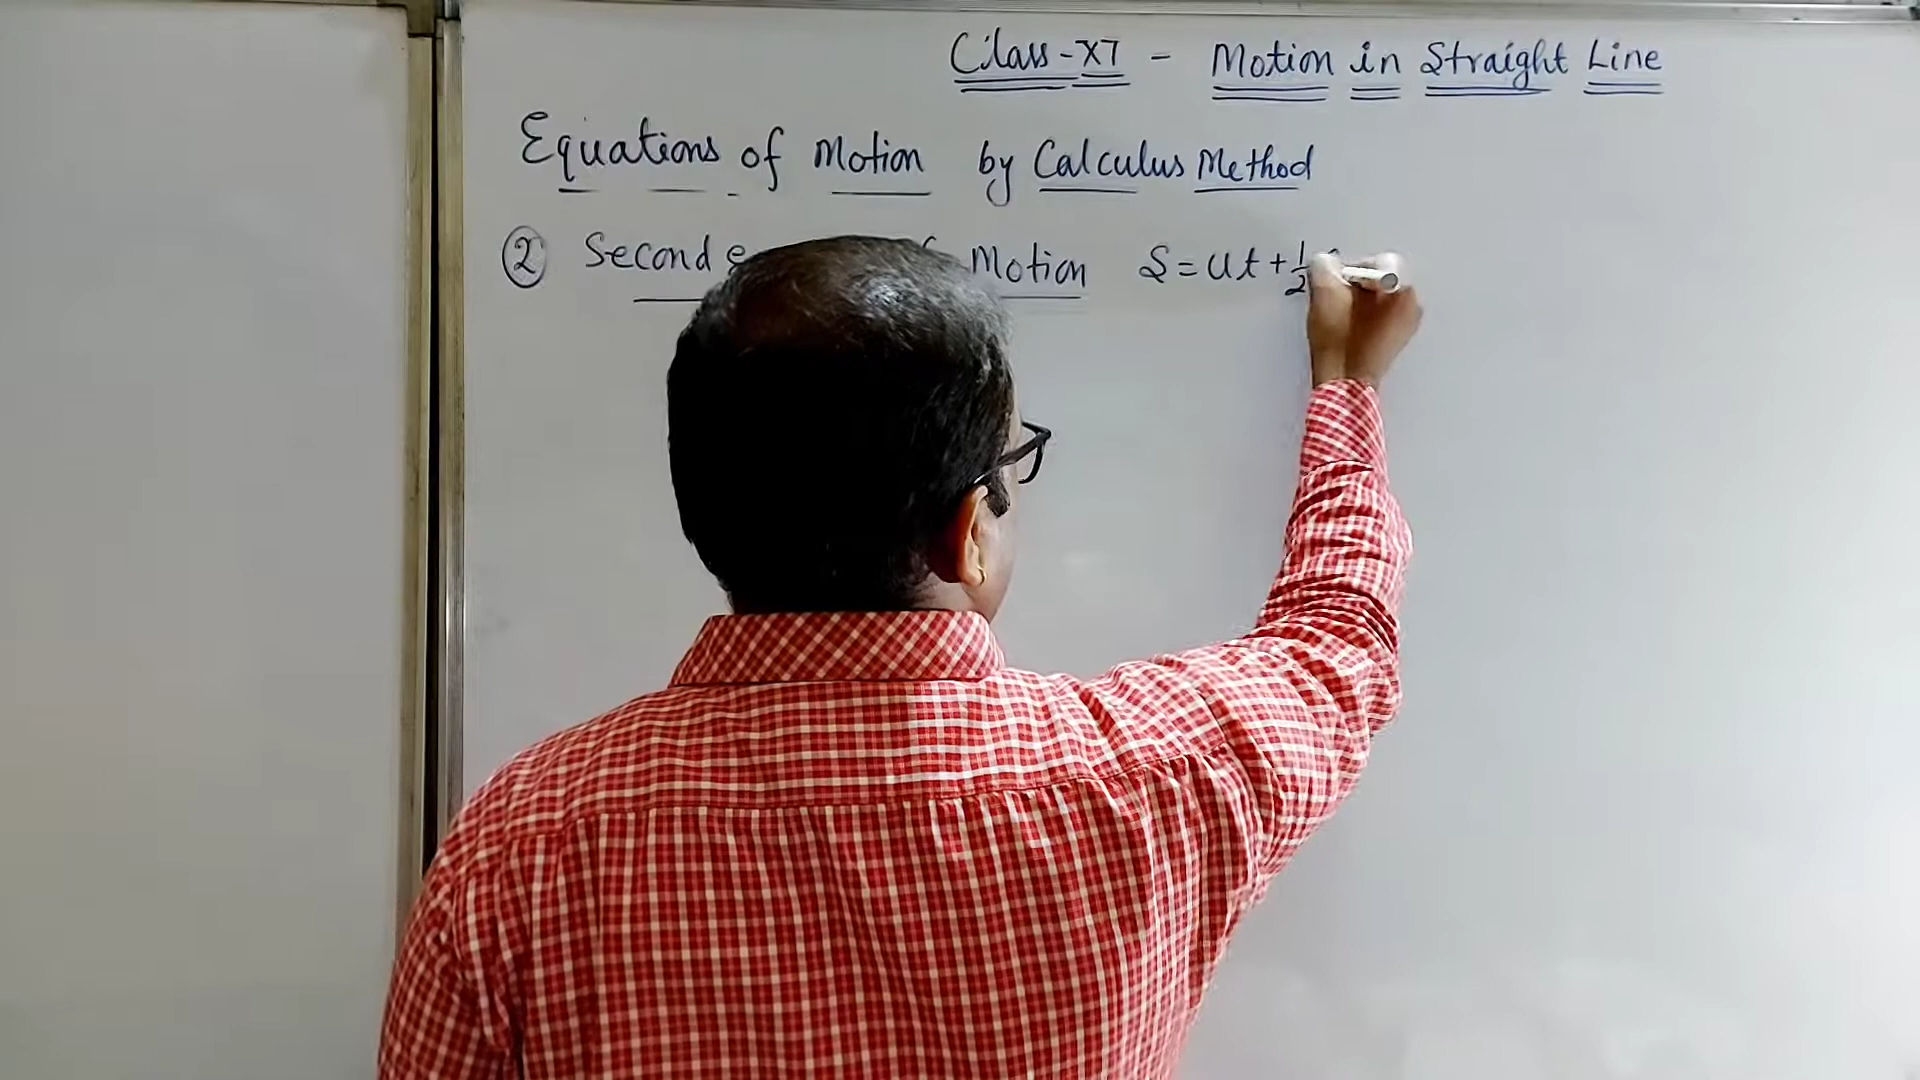 Class-XI - Motion in Straight Line
Equations of Motion by Calculus Method
② Second Motion S=ut+1/2